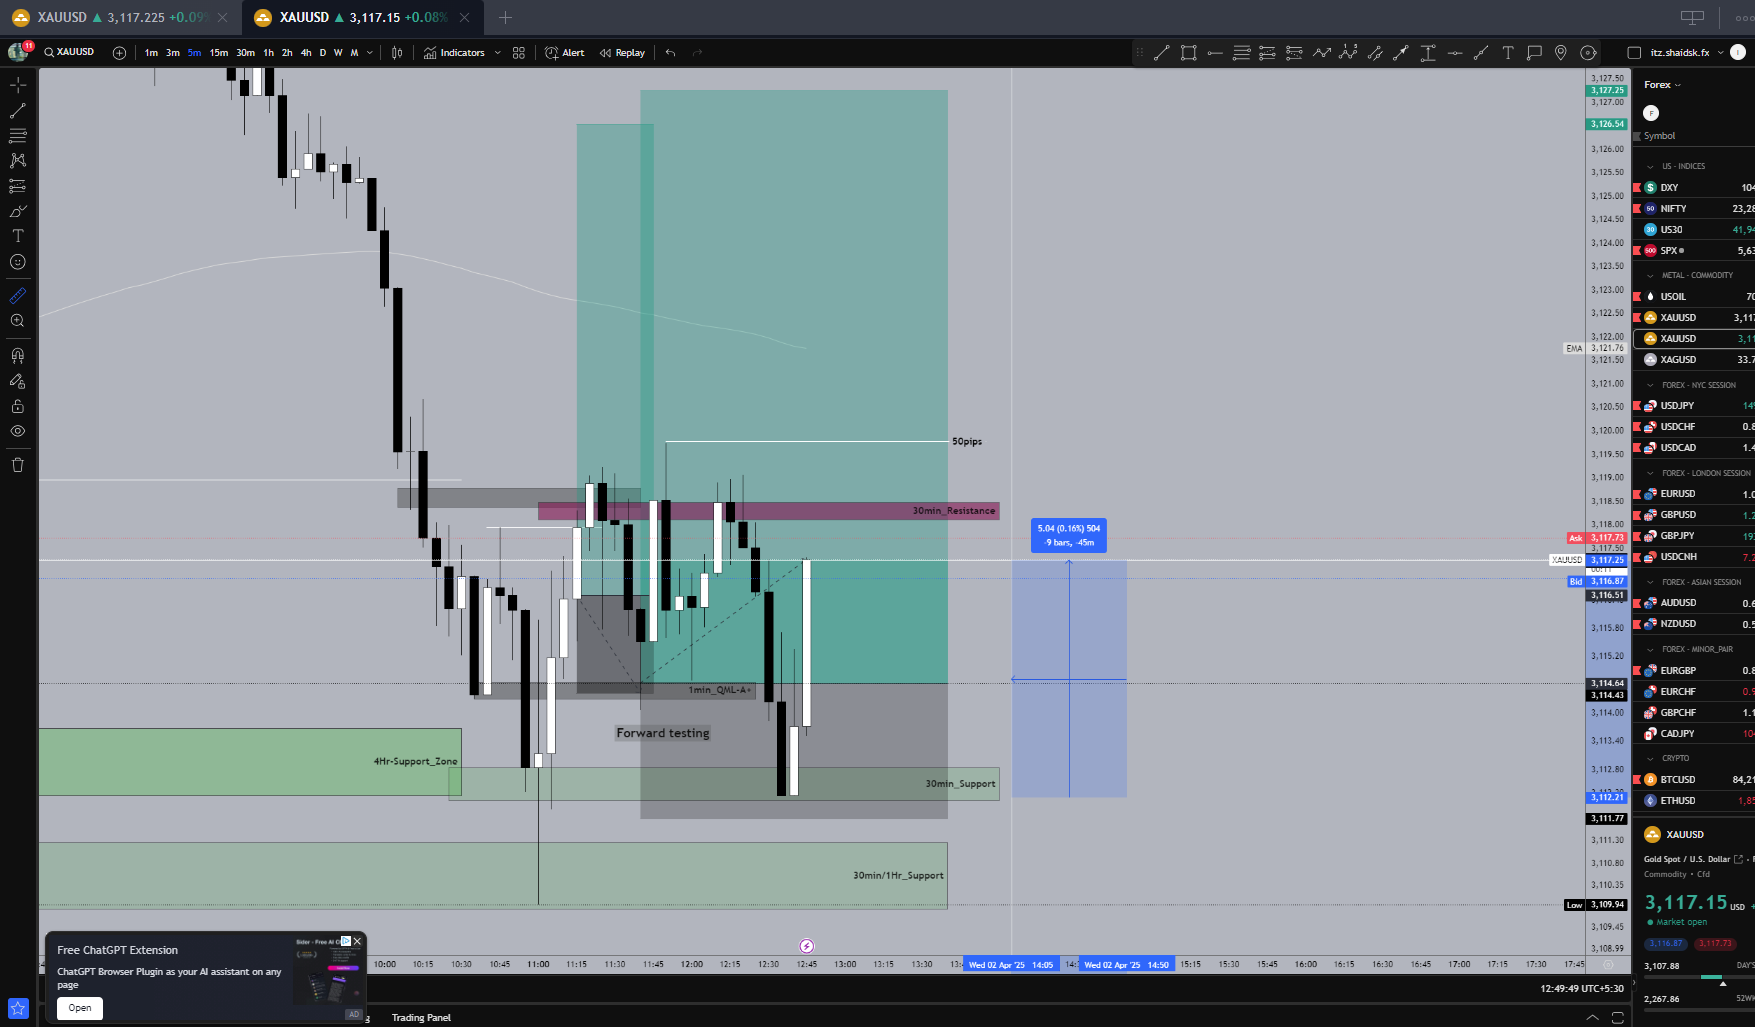 XAUUSD ▲ 3,117.225 +0.09%
XAUUSD ▲ 3,117.15 +0.08%
11
XAUUSD
1m 3m 5m 15m 30m 1h 2h 4h D W M
Indicators
Alert
Replay
itz.shaidsk.fx
50pips
30min_Resistance
1min_QML-A+
Forward testing
4Hr-Support_Zone
30min_Support
30min/1Hr_Support
5.04 (0.16%) 504
-9 bars, -45m
3,127.50
3,127.25
3,127.00
3,126.54
3,126.00
3,125.50
3,125.00
3,124.50
3,124.00
3,123.50
3,123.00
3,122.50
3,122.00
EMA 3,121.76
3,121.50
3,121.00
3,120.50
3,120.00
3,119.50
3,119.00
3,118.50
3,118.00
Ask 3,117.73
3,117.50
XAUUSD 3,117.25
Bid 3,116.87
3,116.51
3,115.80
3,115.20
3,114.64
3,114.43
3,114.00
3,113.40
3,112.80
3,112.21
3,111.77
3,111.30
3,110.80
3,110.35
Low 3,109.94
3,109.45
3,108.99
10:00 10:15 10:30 10:45 11:00 11:15 11:30 11:45 12:00 12:15 12:30 12:45 13:00 13:15 13:30 Wed 02 Apr '25 14:05 Wed 02 Apr '25 14:50 15:15 15:30 15:45 16:00 16:15 16:30 16:45 17:00 17:15 17:30 17:45
12:49:49 UTC+5:30
Trading Panel
Free ChatGPT Extension
ChatGPT Browser Plugin as your AI assistant on any
page
Open
AD
Forex
F
Symbol
US - INDICES
DXY 104
NIFTY 23,28
US30 41,94
SPX 5,63
METAL - COMMODITY
USOIL 70
XAUUSD 3,117
XAUUSD 3,11
XAGUSD 33.7
FOREX - NYC SESSION
USDJPY 149
USDCHF 0.8
USDCAD 1.4
FOREX - LONDON SESSION
EURUSD 1.0
GBPUSD 1.2
GBPJPY 193
USDCNH 7.2
FOREX - ASIAN SESSION
AUDUSD 0.6
NZDUSD 0.5
FOREX - MINOR_PAIR
EURGBP 0.8
EURCHF 0.9
GBPCHF 1.1
CADJPY 104
CRYPTO
BTCUSD 84,21
ETHUSD 1,85
XAUUSD
Gold Spot / U.S. Dollar
Commodity • Cfd
3,117.15 USD
Market open
3,116.87 3,117.73
3,107.88 DAY'S
2,267.86 52WK